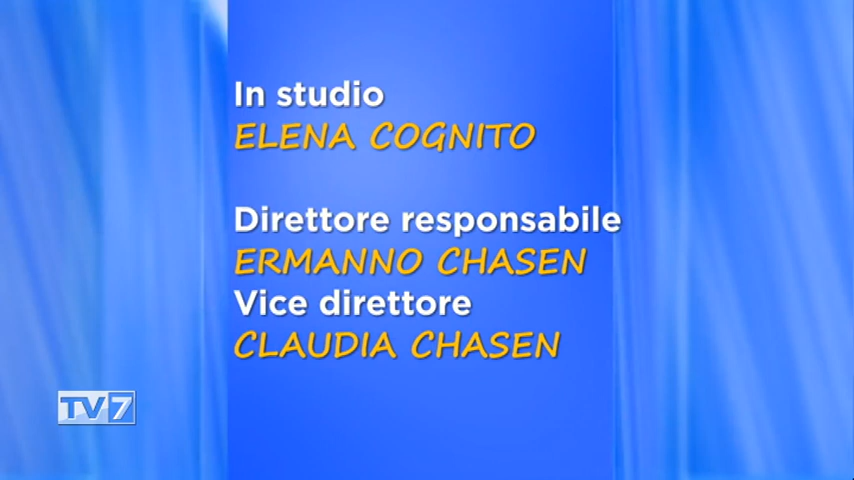 In studio
ELENA COGNITO
Direttore responsabile
ERMANNO CHASEN
Vice direttore
CLAUDIA CHASEN
TV7